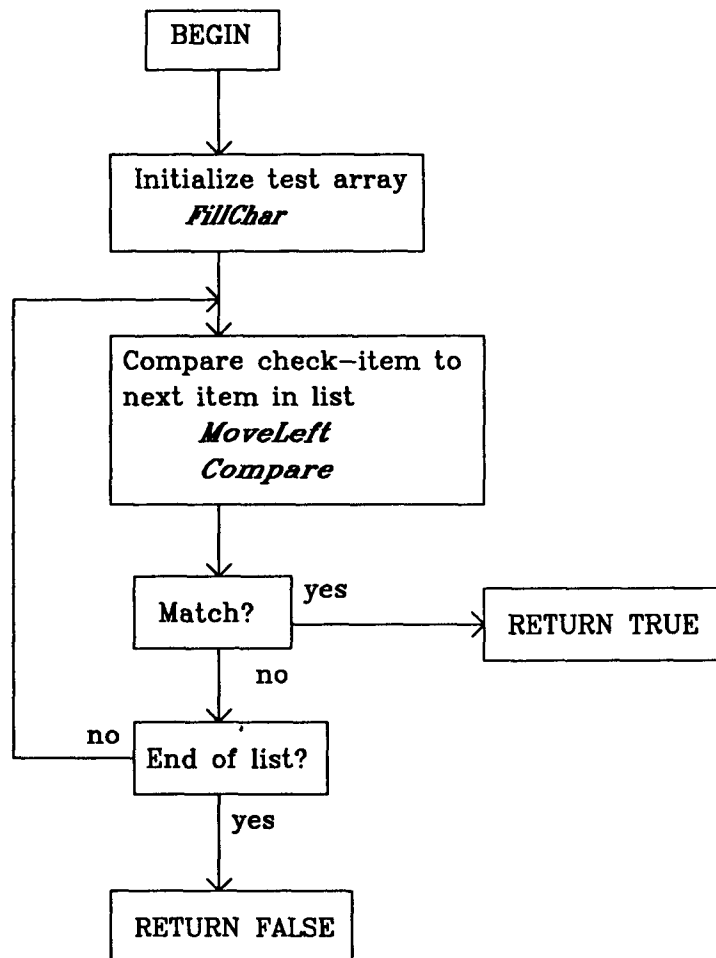 BEGIN
Initialize test array
FillChar
Compare check-item to
next item in list
MoveLeft
Compare
Match?
yes
RETURN TRUE
no
no
End of list?
yes
RETURN FALSE